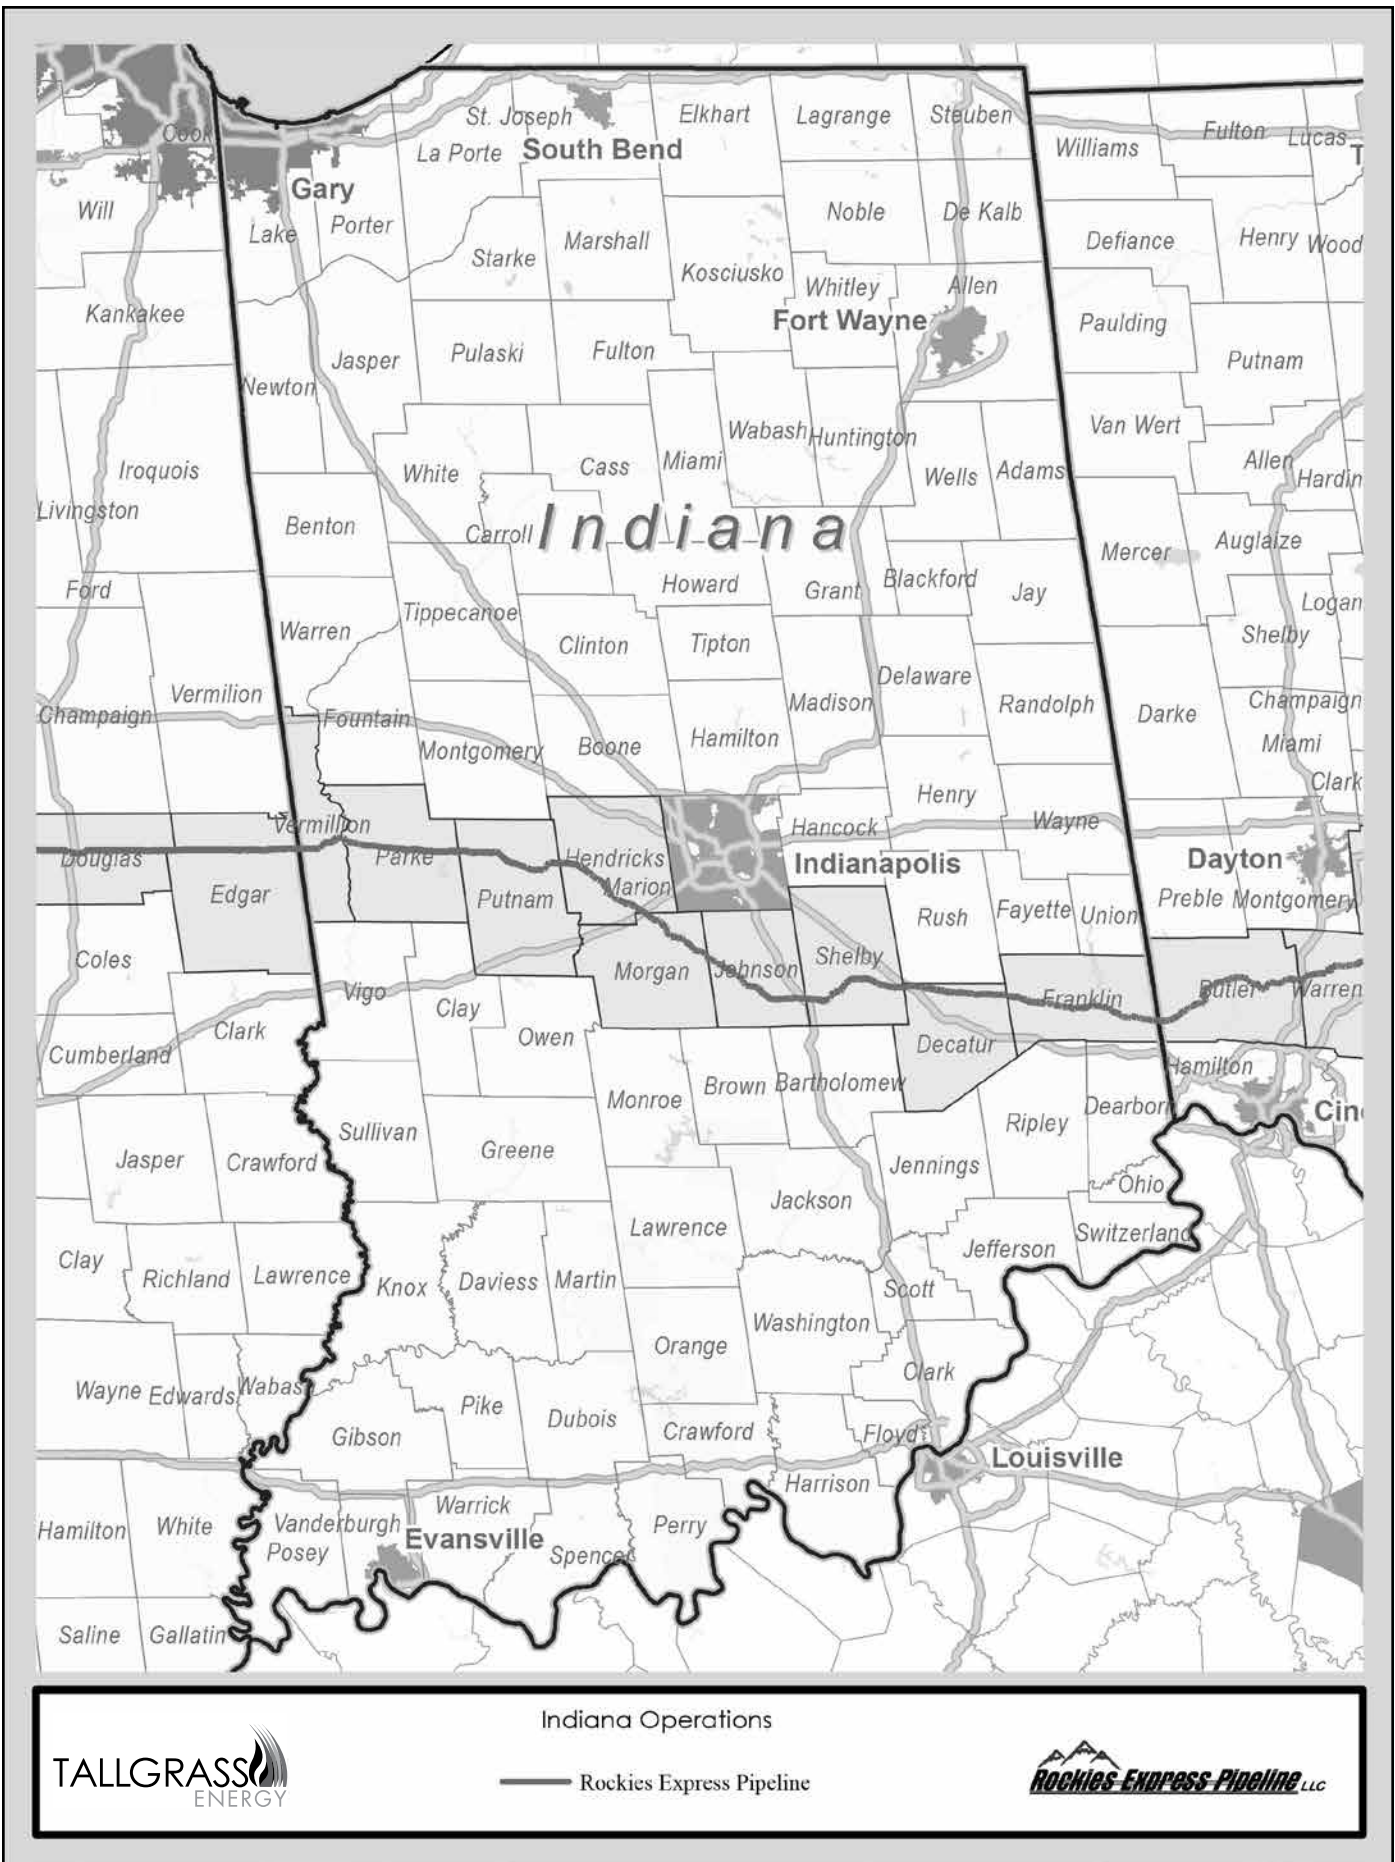 St. Joseph
Elkhart
Lagrange
Steuben
Cook
La Porte
South Bend
Williams
Fulton
Lucas
T
Gary
Will
Lake
Porter
Noble
De Kalb
Starke
Marshall
Defiance
Henry
Wood
Kosciusko
Whitley
Allen
Kankakee
Fort Wayne
Paulding
Jasper
Pulaski
Fulton
Putnam
Newton
Van Wert
Wabash
Huntington
Iroquois
White
Cass
Miami
Wells
Adams
Allen
Hardin
Livingston
Benton
Carroll
Indiana
Mercer
Auglaize
Ford
Howard
Grant
Blackford
Jay
Logan
Tippecanoe
Warren
Clinton
Tipton
Shelby
Vermilion
Delaware
Madison
Randolph
Darke
Champaign
Champaign
Fountain
Montgomery
Boone
Hamilton
Miami
Clark
Henry
Vermillion
Hancock
Wayne
Douglas
Parke
Hendricks
Indianapolis
Dayton
Edgar
Putnam
Marion
Rush
Fayette
Union
Preble
Montgomery
Coles
Morgan
Johnson
Shelby
Vigo
Franklin
Butler
Warren
Clark
Clay
Owen
Cumberland
Decatur
Hamilton
Monroe
Brown
Bartholomew
Dearborn
Cin
Jasper
Crawford
Sullivan
Greene
Ripley
Jennings
Ohio
Jackson
Lawrence
Clay
Richland
Lawrence
Knox
Daviess
Martin
Jefferson
Switzerland
Scott
Washington
Orange
Wayne
Edwards
Wabas
Clark
Gibson
Pike
Dubois
Crawford
Floyd
Louisville
Harrison
Hamilton
White
Vanderburgh
Posey
Warrick
Evansville
Spencer
Perry
Saline
Gallatin
Indiana Operations
TALLGRASS
ENERGY
Rockies Express Pipeline
Rockies Express Pipeline LLC